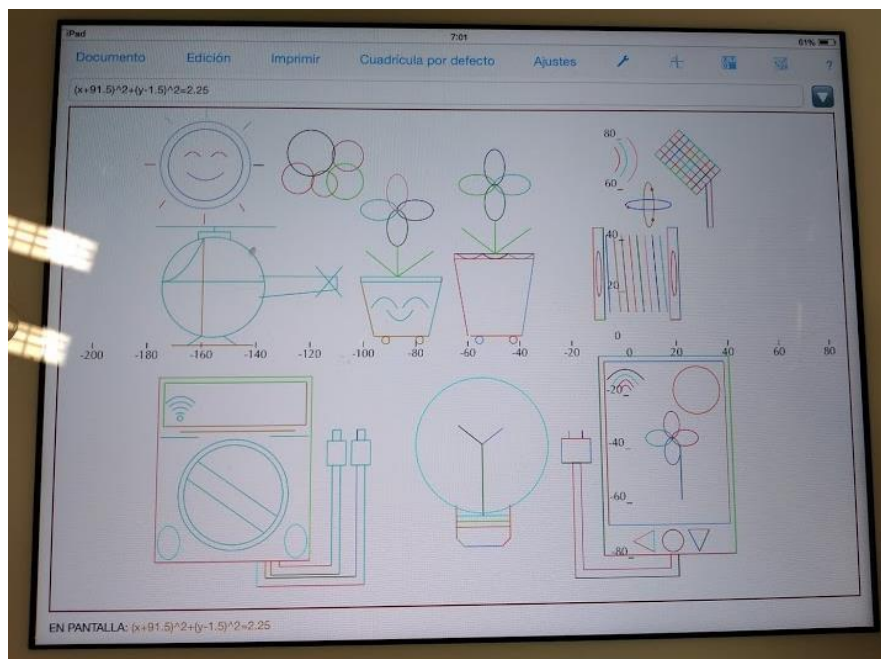 iPad 7:01 61%
Documento Edición Imprimir Cuadrícula por defecto Ajustes ?
(x+91.5)^2+(y-1.5)^2=2.25
80
60
40
20
0
-200 -180 -160 -140 -120 -100 -80 -60 -40 -20 0 20 40 60 80
-20
-40
-60
-80
EN PANTALLA: (x+91.5)^2+(y-1.5)^2=2.25